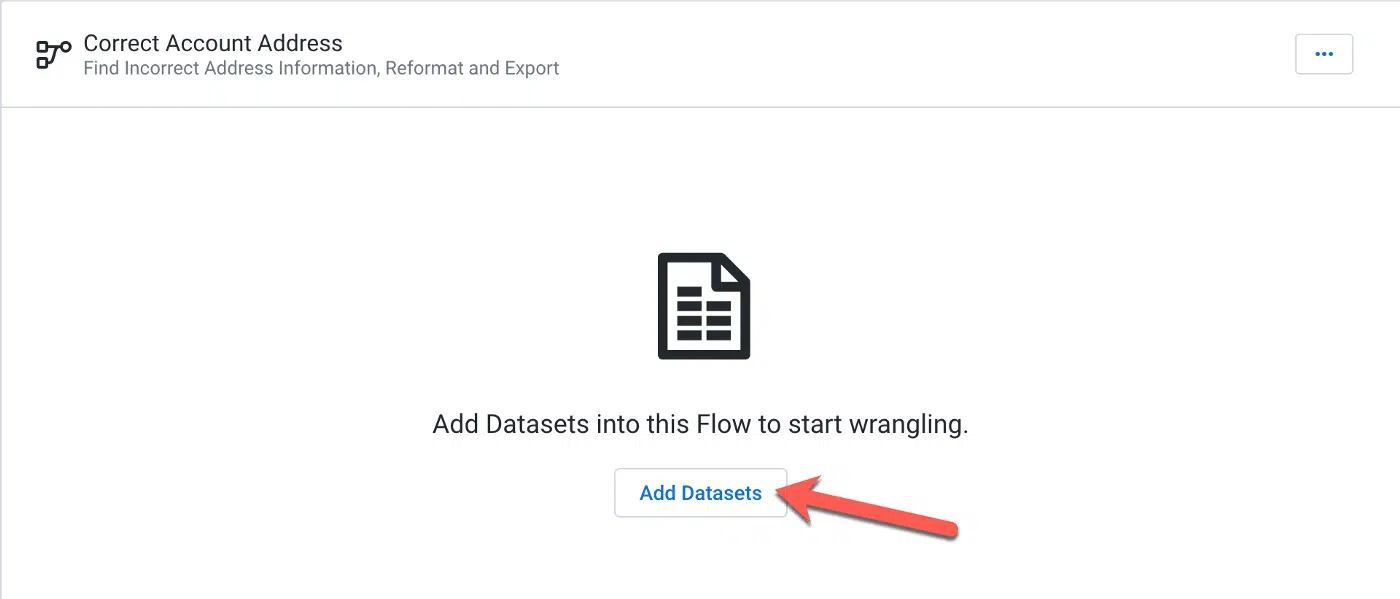 Correct Account Address
Find Incorrect Address Information, Reformat and Export
Add Datasets into this Flow to start wrangling.
Add Datasets